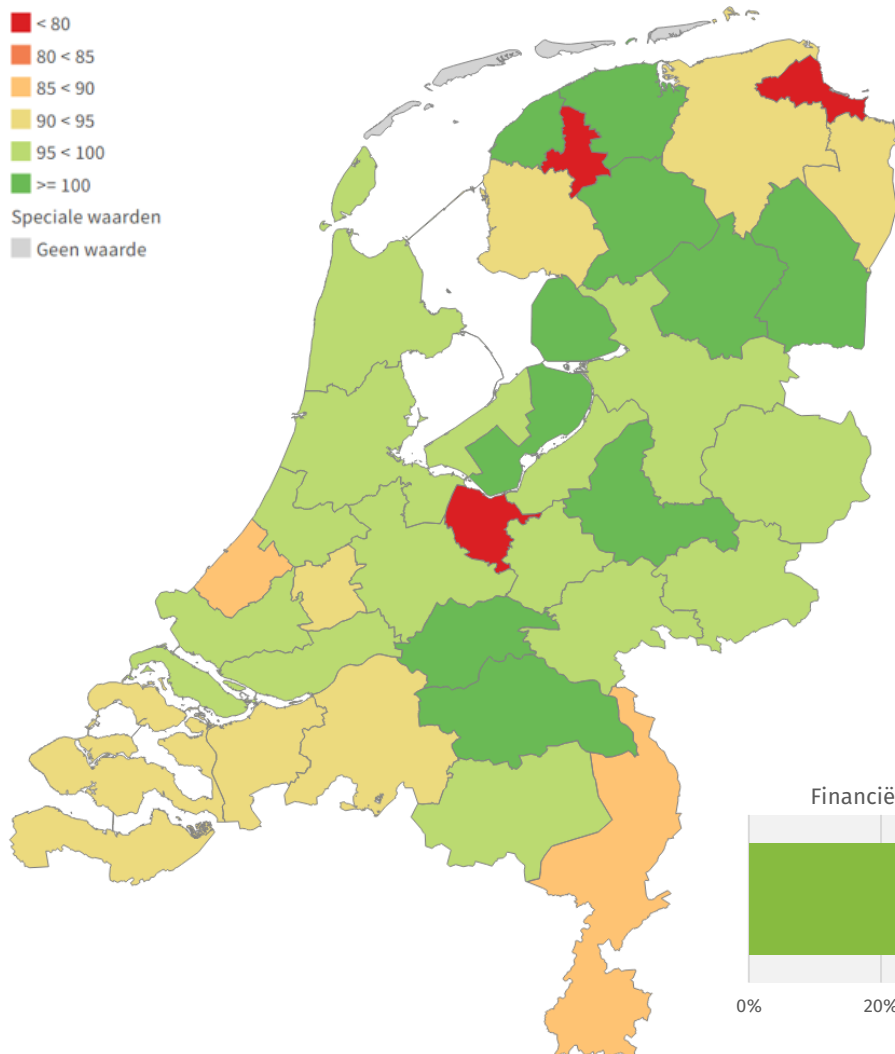 < 80
80 < 85
85 < 90
90 < 95
95 < 100
>= 100
Speciale waarden
Geen waarde
Financië
0%
20%